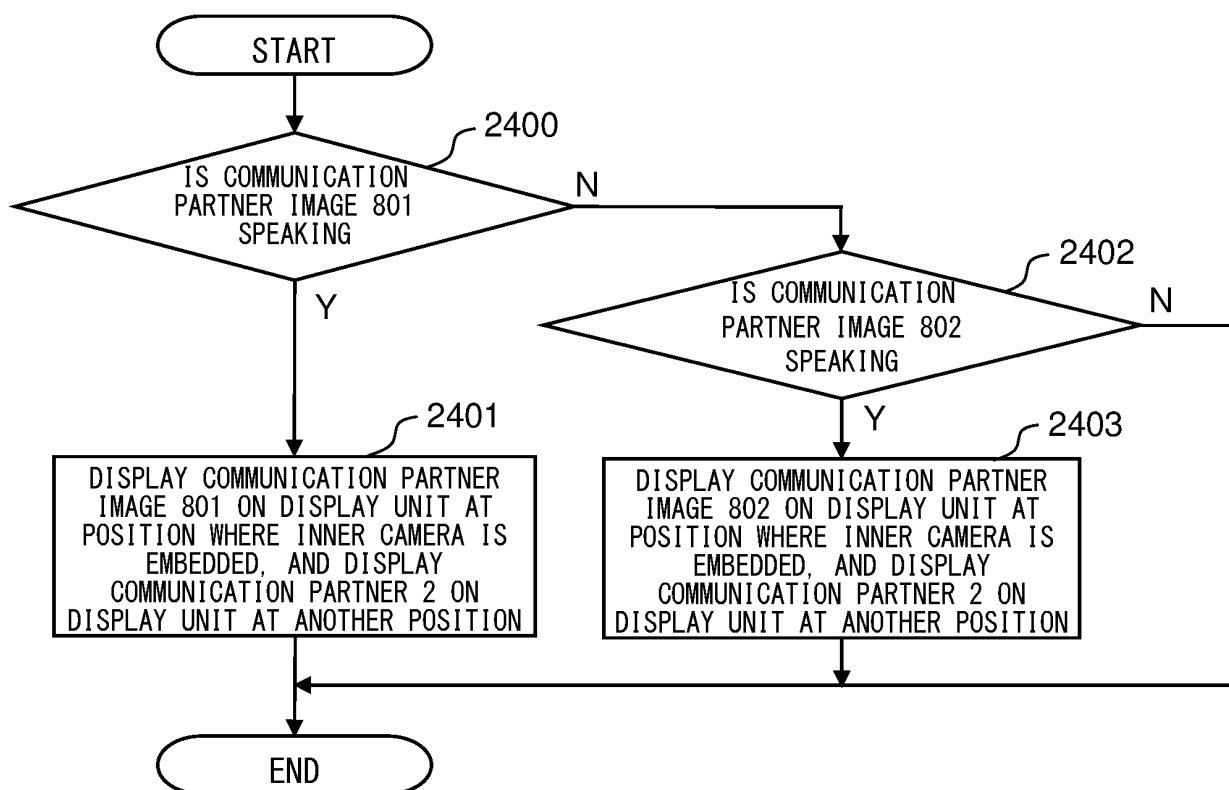 START
2400
IS COMMUNICATION
PARTNER IMAGE 801
SPEAKING
N
Y
2402
IS COMMUNICATION
PARTNER IMAGE 802
SPEAKING
N
Y
2401
DISPLAY COMMUNICATION PARTNER
IMAGE 801 ON DISPLAY UNIT AT
POSITION WHERE INNER CAMERA IS
EMBEDDED, AND DISPLAY
COMMUNICATION PARTNER 2 ON
DISPLAY UNIT AT ANOTHER POSITION
2403
DISPLAY COMMUNICATION PARTNER
IMAGE 802 ON DISPLAY UNIT AT
POSITION WHERE INNER CAMERA IS
EMBEDDED, AND DISPLAY
COMMUNICATION PARTNER 2 ON
DISPLAY UNIT AT ANOTHER POSITION
END